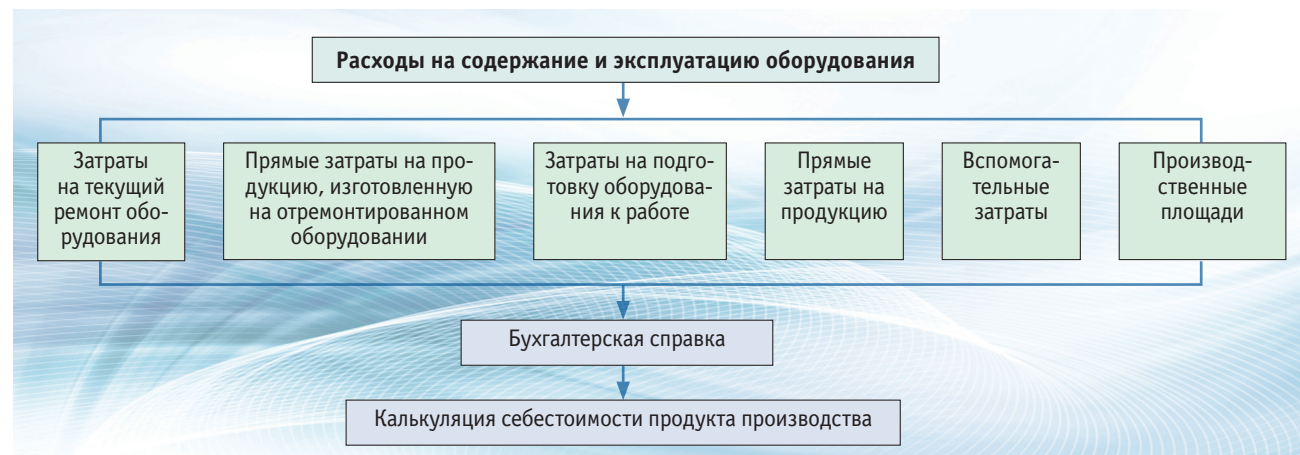 Расходы на содержание и эксплуатацию оборудования
Затраты
на текущий
ремонт обо-
рудования
Прямые затраты на про-
дукцию, изготовленную
на отремонтированном
оборудовании
Затраты на подго-
товку оборудова-
ния к работе
Прямые
затраты на
продукцию
Вспомога-
тельные
затраты
Производ-
ственные
площади
Бухгалтерская справка
Калькуляция себестоимости продукта производства